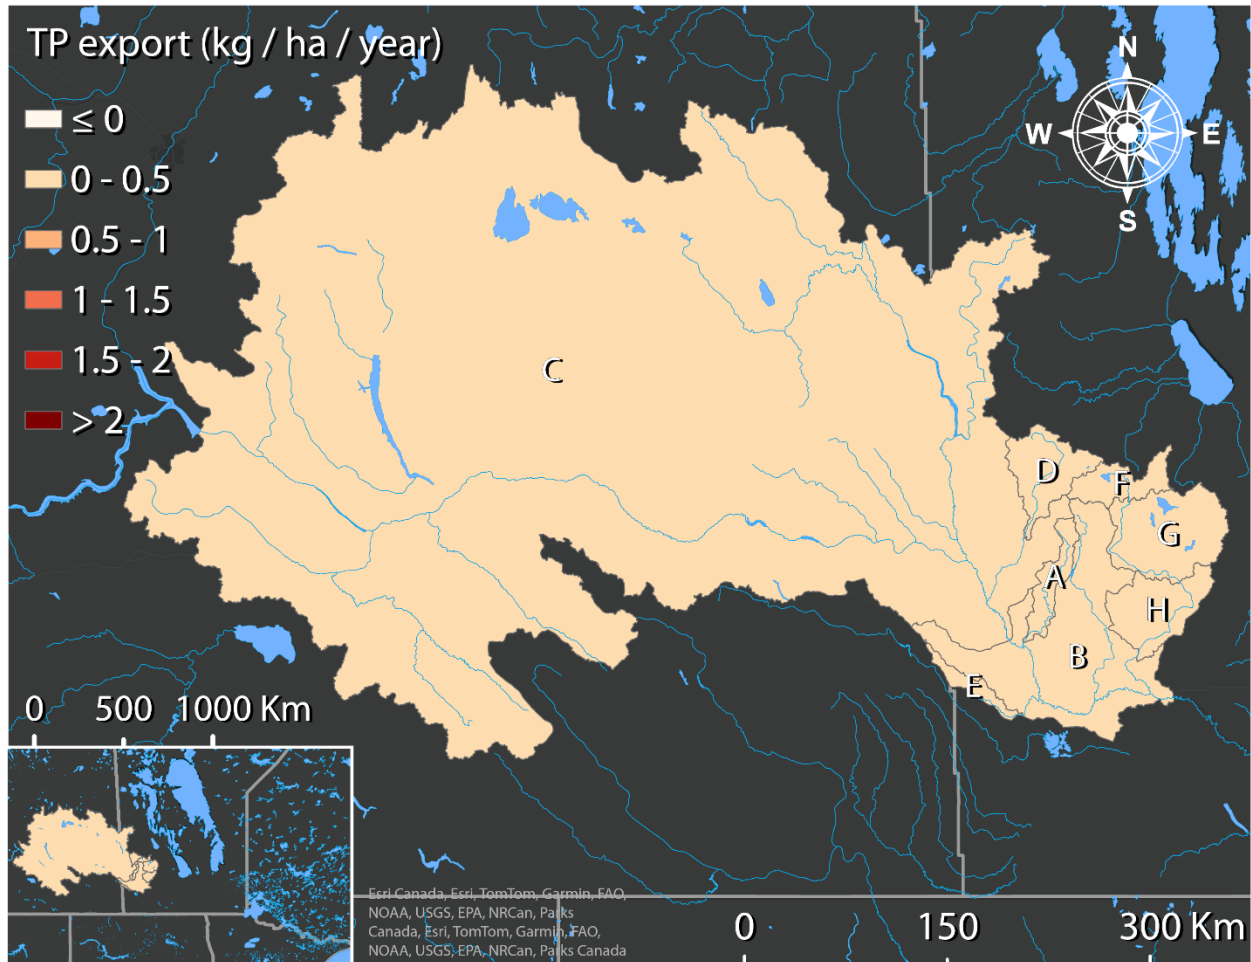 TP export (kg / ha / year)
≤ 0
0 - 0.5
0.5 - 1
1 - 1.5
1.5 - 2
> 2
N
W E
S
C
D
F
G
A
H
B
E
0 500 1000 Km
Esri Canada, Esri, TomTom, Garmin, FAO,
NOAA, USGS, EPA, NRCan, Parks
Canada, Esri, TomTom, Garmin, FAO,
NOAA, USGS, EPA, NRCan, Parks Canada
0 150 300 Km